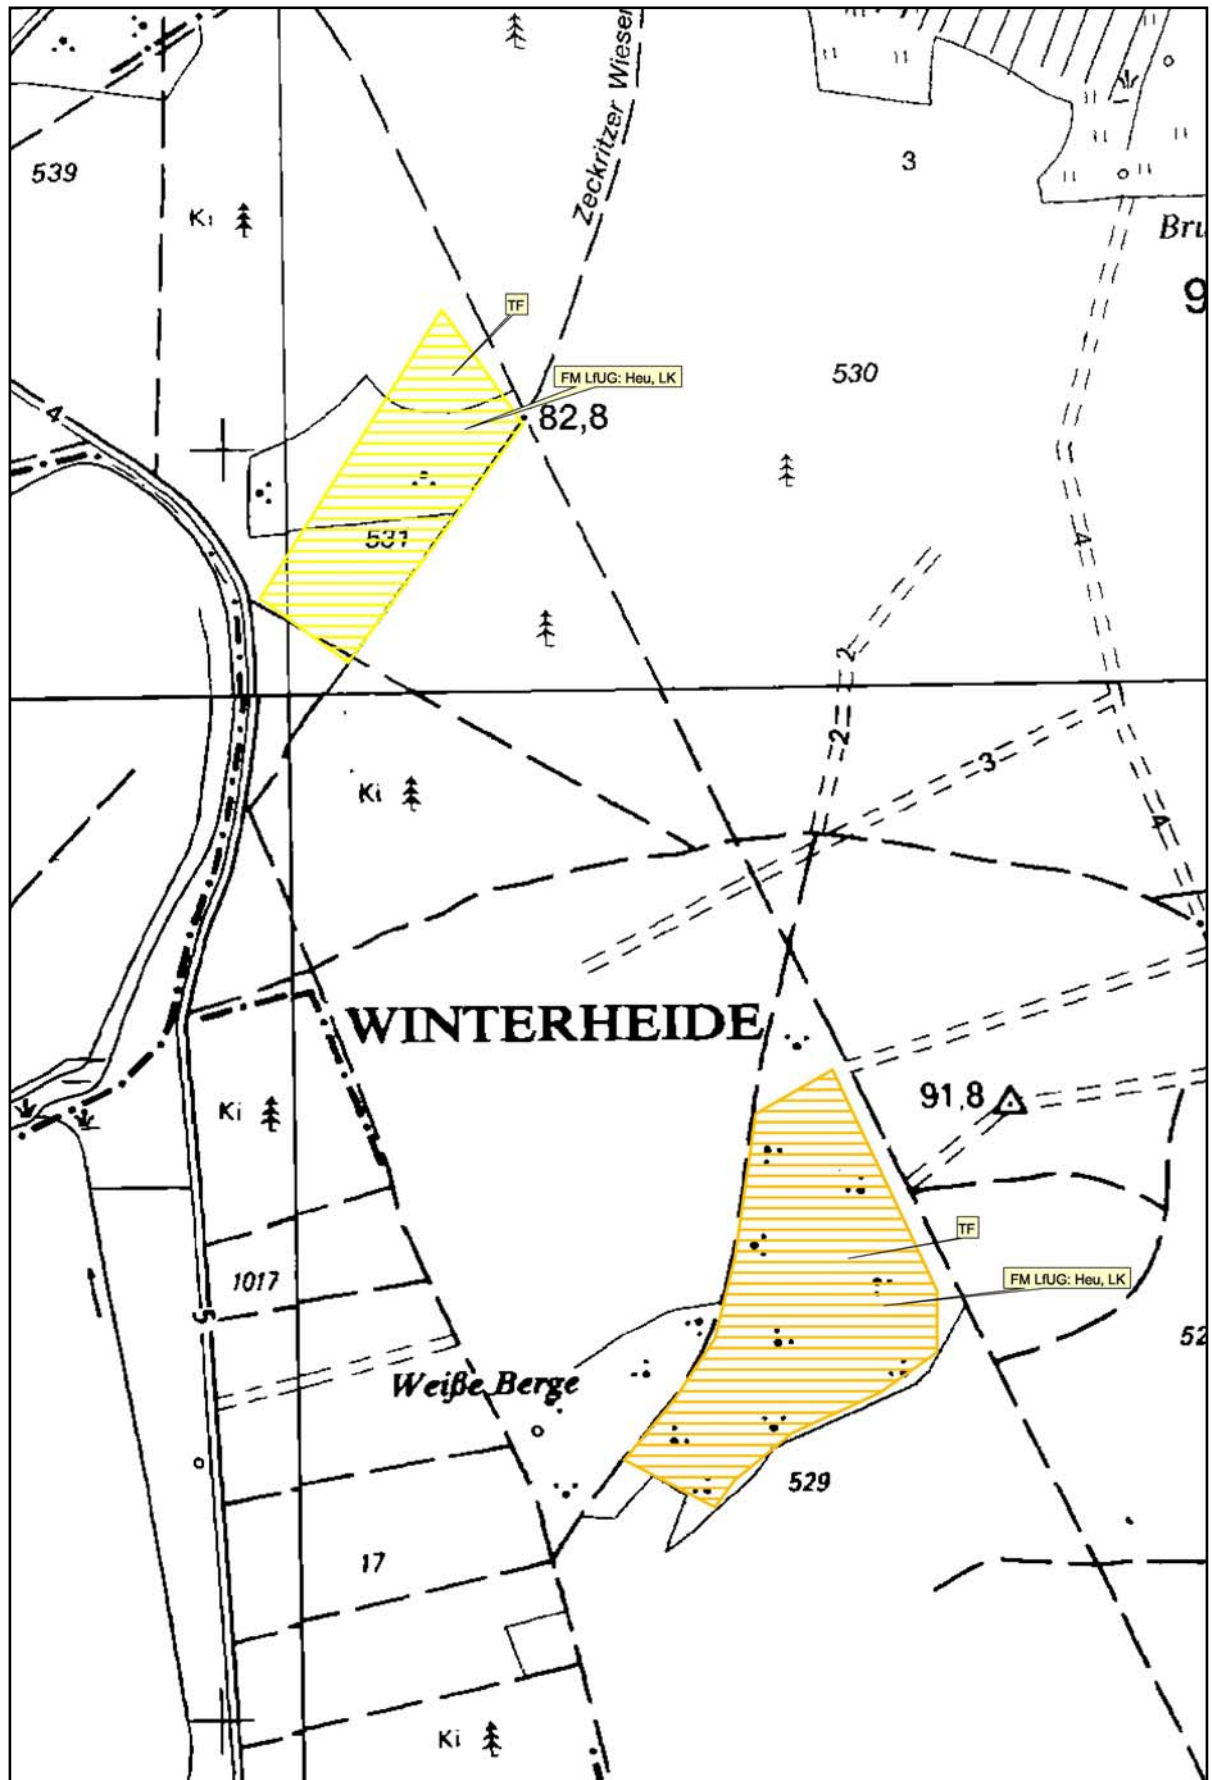 Zeckritzer Wiesen
3
539
Ki
Bru
9
TF
FM LfUG: Heu, LK
530
4
82,8
531
4
2
2
3
Ki
4
WINTERHEIDE
91,8
Ki
TF
1017
FM LfUG: Heu, LK
5
52
Weiße Berge
529
17
Ki